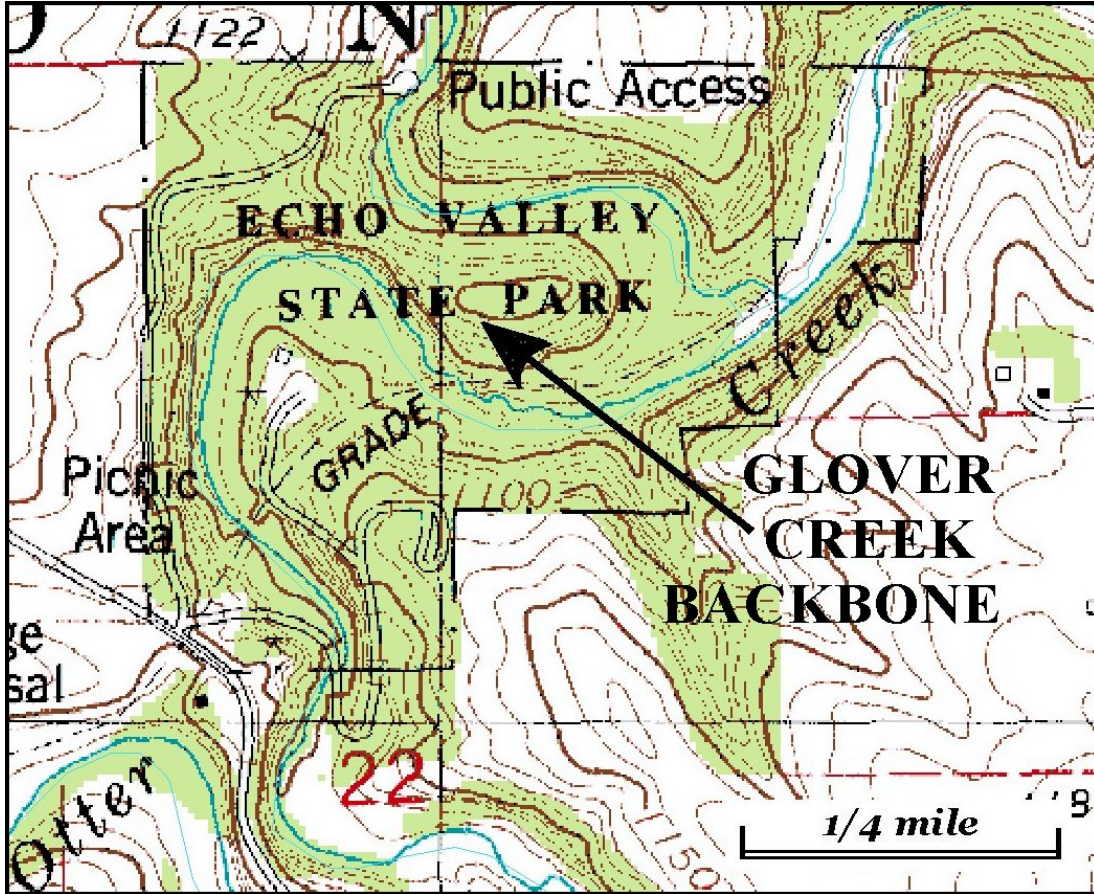 1122
N
Public Access
ECHO VALLEY
STATE PARK
Creek
GRADE
Picnic
Area
1100
GLOVER
CREEK
BACKBONE
ge
sal
22
Otter
1150
1/4 mile